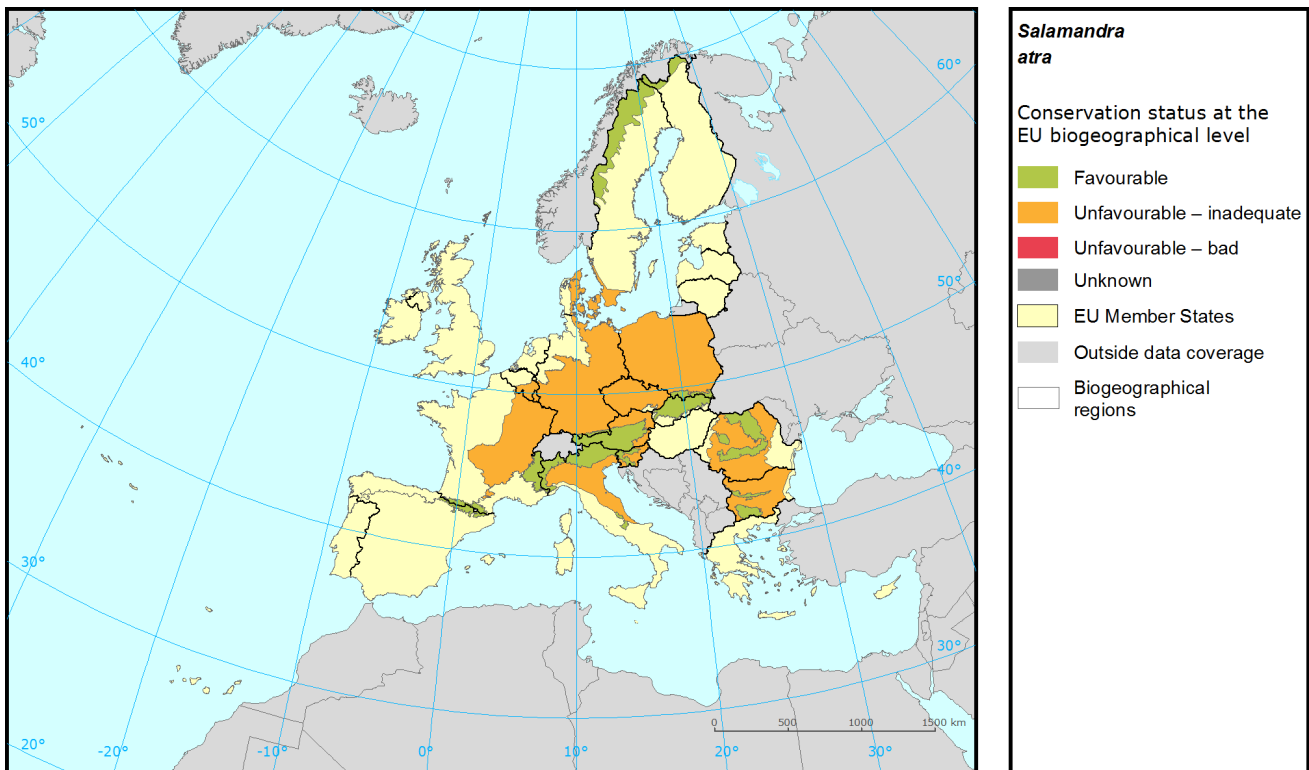 60°
50°
50°
40°
40°
30°
30°
20°
-20°
-10°
0°
10°
20°
30°
0
500
1000
1500 km
Salamandra
atra
Conservation status at the
EU biogeographical level
Favourable
Unfavourable – inadequate
Unfavourable – bad
Unknown
EU Member States
Outside data coverage
Biogeographical
regions